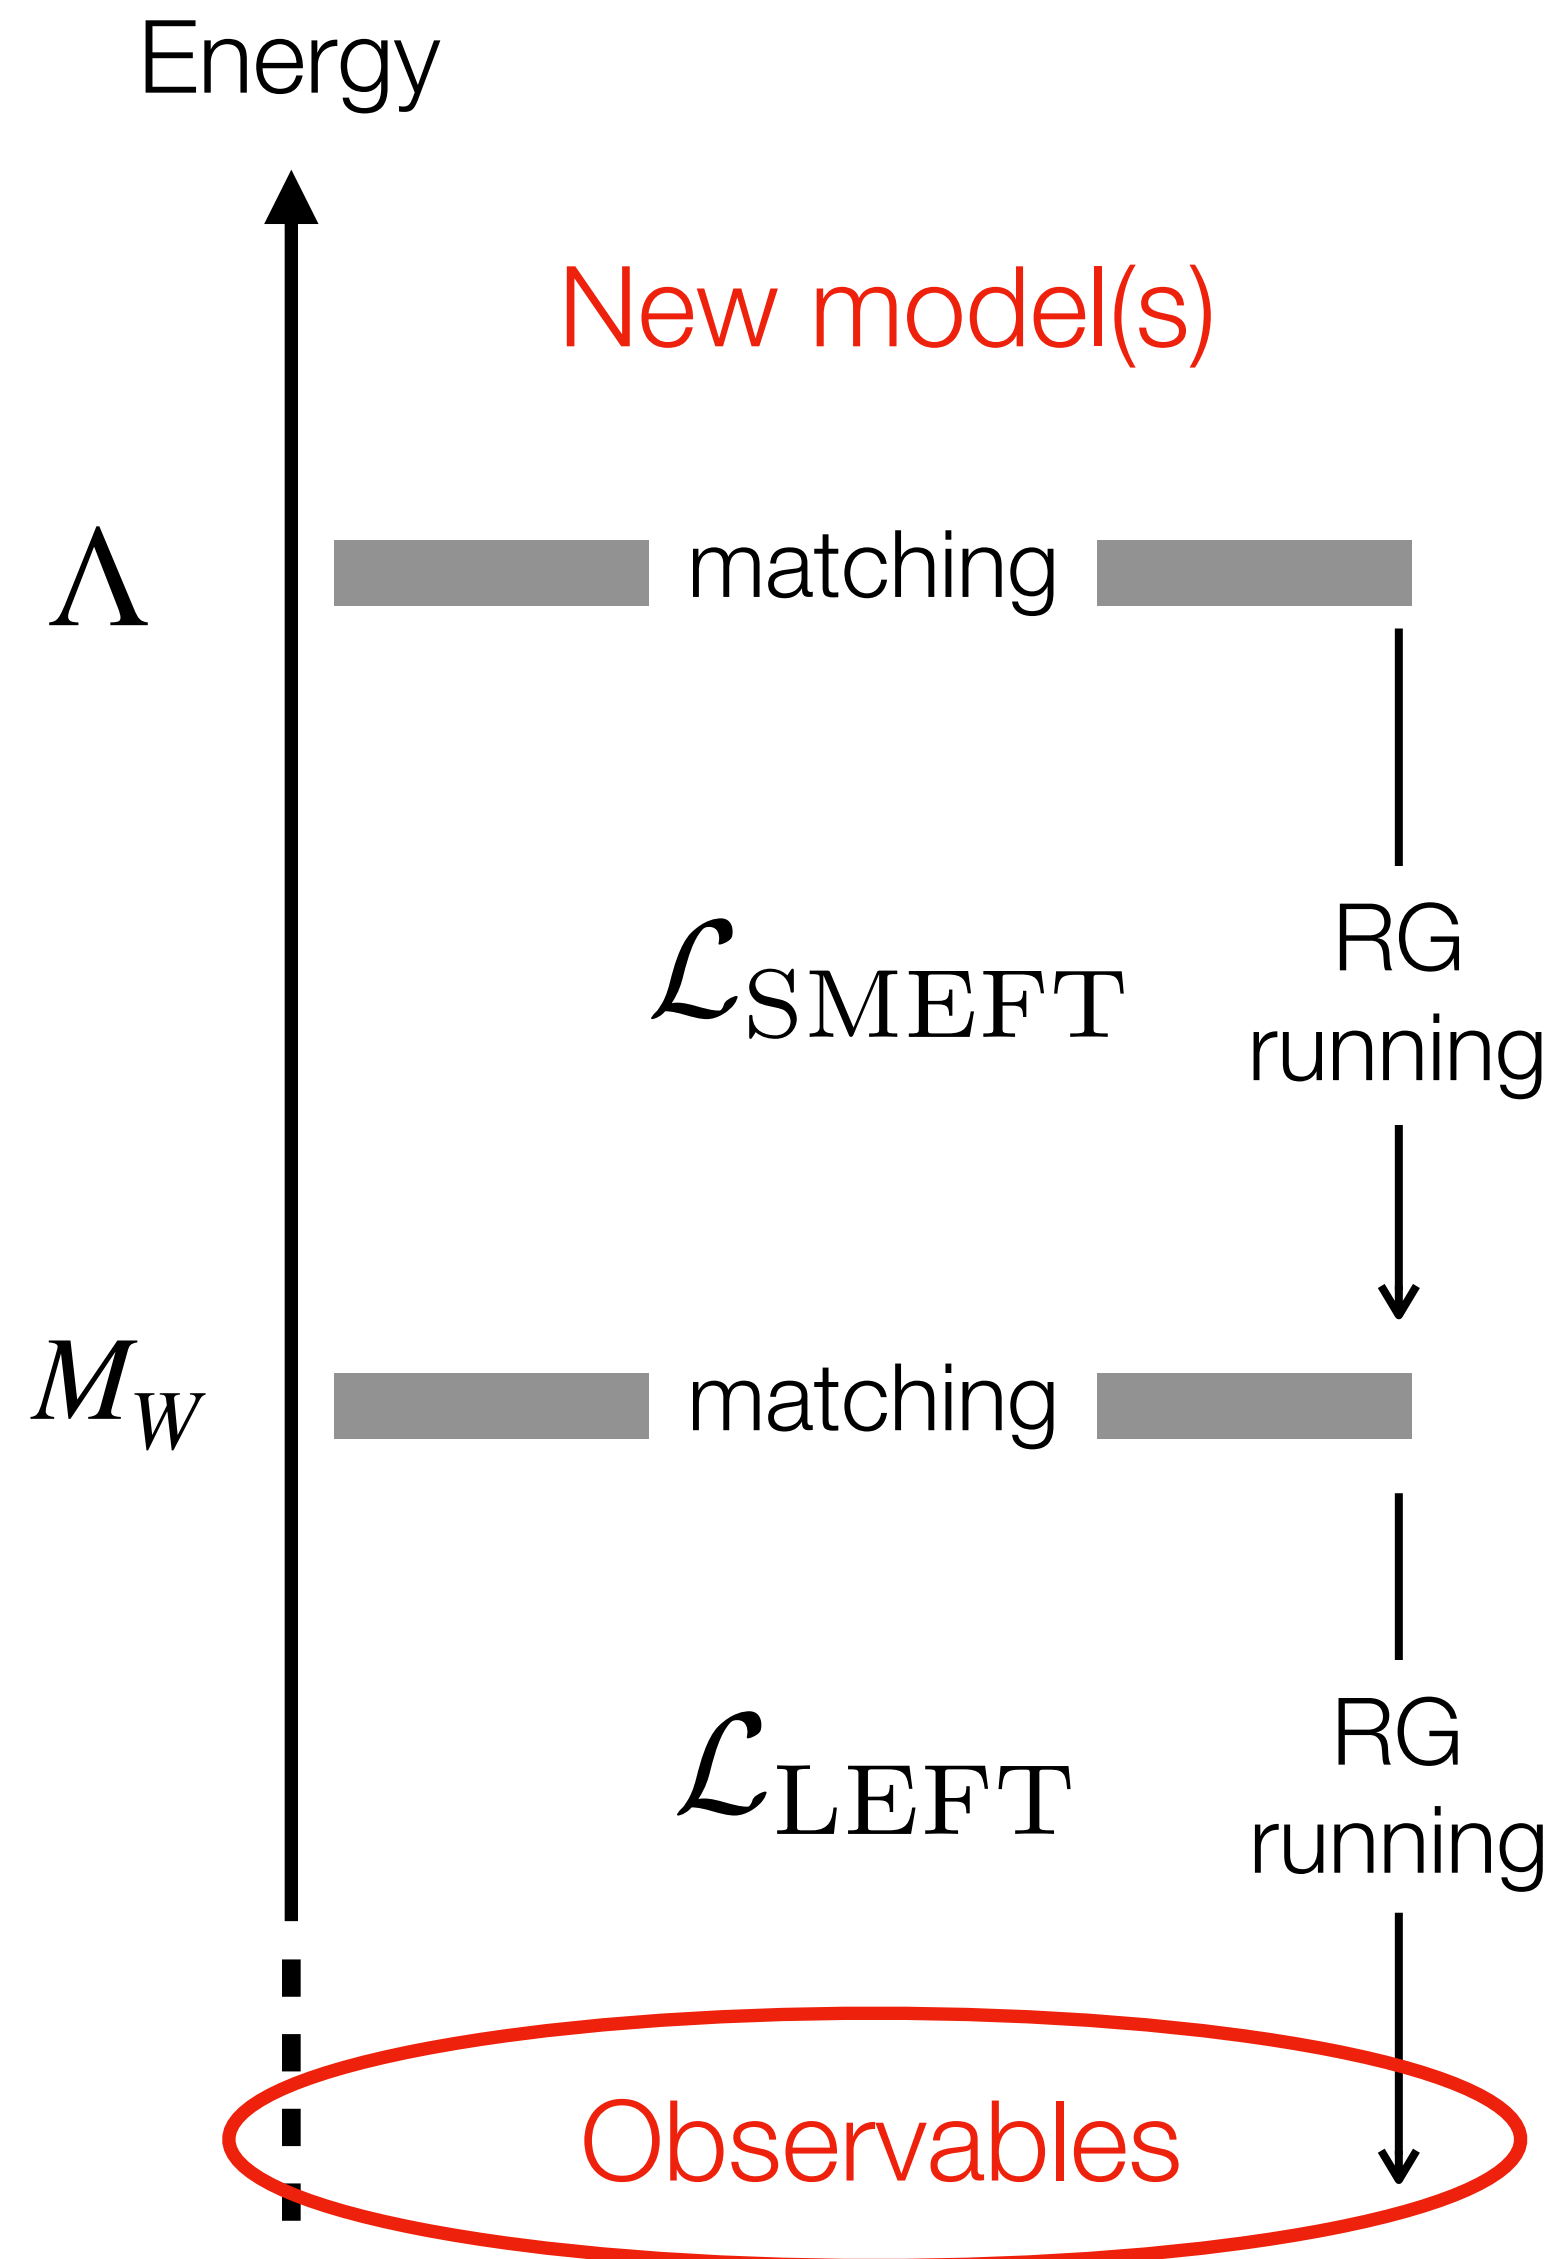 Energy
New model(s)
Λ
matching
ℒSMEFT
RG
running
M_W
matching
ℒLEFT
RG
running
Observables